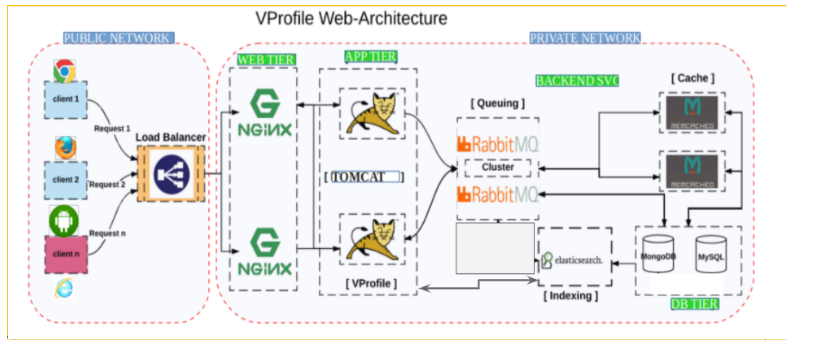 VProfile Web-Architecture
PUBLIC NETWORK
PRIVATE NETWORK
WEB TIER
APP TIER
BACKEND SVC
[ Cache ]
[ Queuing ]
client 1
Request 1
Load Balancer
NGiNX
MEMCACHED
RabbitMQ
Cluster
client 2
Request 2
[ TOMCAT ]
RabbitMQ
MEMCACHED
Request n
client n
NGiNX
MongoDB
MySQL
elasticsearch.
[ VProfile ]
[ Indexing ]
DB TIER